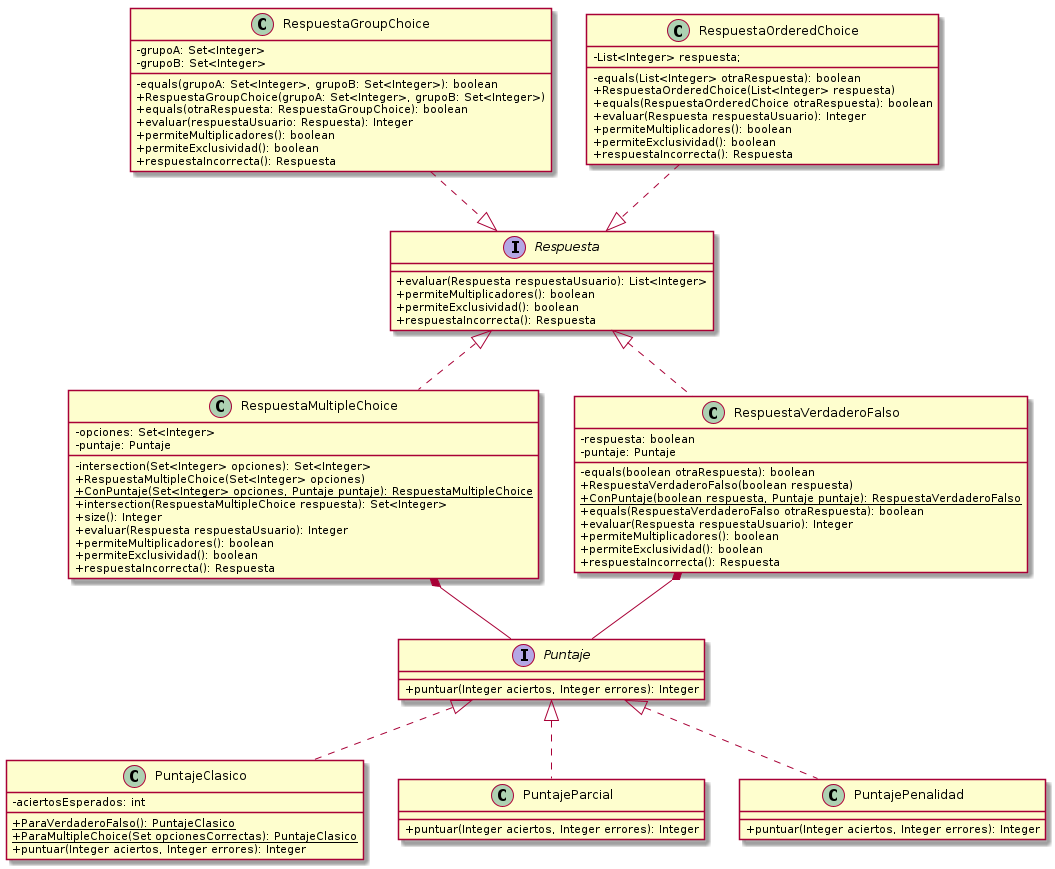 C RespuestaGroupChoice
-grupoA: Set<Integer>
-grupoB: Set<Integer>
-equals(grupoA: Set<Integer>, grupoB: Set<Integer>): boolean
+RespuestaGroupChoice(grupoA: Set<Integer>, grupoB: Set<Integer>)
+equals(otraRespuesta: RespuestaGroupChoice): boolean
+evaluar(respuestaUsuario: Respuesta): Integer
+permiteMultiplicadores(): boolean
+permiteExclusividad(): boolean
+respuestaIncorrecta(): Respuesta
C RespuestaOrderedChoice
-List<Integer> respuesta;
-equals(List<Integer> otraRespuesta): boolean
+RespuestaOrderedChoice(List<Integer> respuesta)
+equals(RespuestaOrderedChoice otraRespuesta): boolean
+evaluar(Respuesta respuestaUsuario): Integer
+permiteMultiplicadores(): boolean
+permiteExclusividad(): boolean
+respuestaIncorrecta(): Respuesta
I Respuesta
+evaluar(Respuesta respuestaUsuario): List<Integer>
+permiteMultiplicadores(): boolean
+permiteExclusividad(): boolean
+respuestaIncorrecta(): Respuesta
C RespuestaMultipleChoice
-opciones: Set<Integer>
-puntaje: Puntaje
-intersection(Set<Integer> opciones): Set<Integer>
+RespuestaMultipleChoice(Set<Integer> opciones)
+ConPuntaje(Set<Integer> opciones, Puntaje puntaje): RespuestaMultipleChoice
+intersection(RespuestaMultipleChoice respuesta): Set<Integer>
+size(): Integer
+evaluar(Respuesta respuestaUsuario): Integer
+permiteMultiplicadores(): boolean
+permiteExclusividad(): boolean
+respuestaIncorrecta(): Respuesta
C RespuestaVerdaderoFalso
-respuesta: boolean
-puntaje: Puntaje
-equals(boolean otraRespuesta): boolean
+RespuestaVerdaderoFalso(boolean respuesta)
+ConPuntaje(boolean respuesta, Puntaje puntaje): RespuestaVerdaderoFalso
+equals(RespuestaVerdaderoFalso otraRespuesta): boolean
+evaluar(Respuesta respuestaUsuario): Integer
+permiteMultiplicadores(): boolean
+permiteExclusividad(): boolean
+respuestaIncorrecta(): Respuesta
I Puntaje
+puntuar(Integer aciertos, Integer errores): Integer
C PuntajeClasico
-aciertosEsperados: int
+ParaVerdaderoFalso(): PuntajeClasico
+ParaMultipleChoice(Set opcionesCorrectas): PuntajeClasico
+puntuar(Integer aciertos, Integer errores): Integer
C PuntajeParcial
+puntuar(Integer aciertos, Integer errores): Integer
C PuntajePenalidad
+puntuar(Integer aciertos, Integer errores): Integer